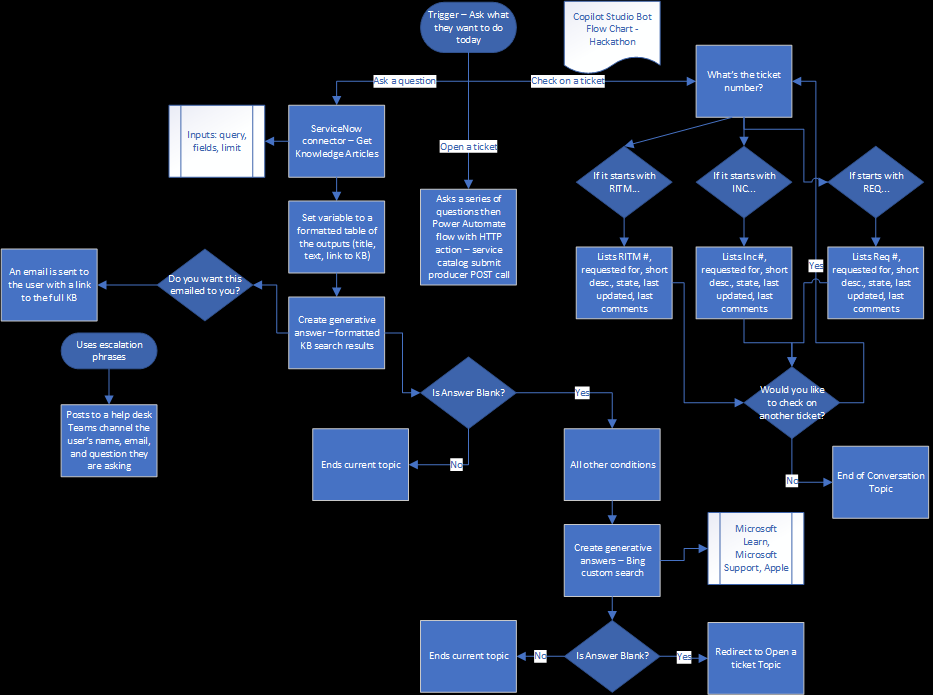 Trigger – Ask what
they want to do
today
Copilot Studio Bot
Flow Chart -
Hackathon
What's the ticket
number?
Ask a question
Check on a ticket
Open a ticket
Inputs: query,
fields, limit
ServiceNow
connector – Get
Knowledge Articles
If it starts with
RITM...
If it starts with
INC...
If starts with
REQ...
Asks a series of
questions then
Power Automate
flow with HTTP
action – service
catalog submit
producer POST call
Set variable to a
formatted table of
the outputs (title,
text, link to KB)
An email is sent to
the user with a link
to the full KB
Do you want this
emailed to you?
Lists RITM #,
requested for, short
desc., state, last
updated, last
comments
Lists Inc#,
requested for, short
desc., state, last
updated, last
comments
Yes
Lists Req #,
requested for, short
desc., state, last
updated, last
comments
Create generative
answer – formatted
KB search results
Uses escalation
phrases
Is Answer Blank?
Yes
Would you like
to check on
another ticket?
Posts to a help desk
Teams channel the
user's name, email,
and question they
are asking
Ends current topic
No
All other conditions
No
End of Conversation
Topic
Create generative
answers – Bing
custom search
Microsoft
Learn,
Microsoft
Support, Apple
Ends current topic
No
Is Answer Blank?
Yes
Redirect to Open a
ticket Topic